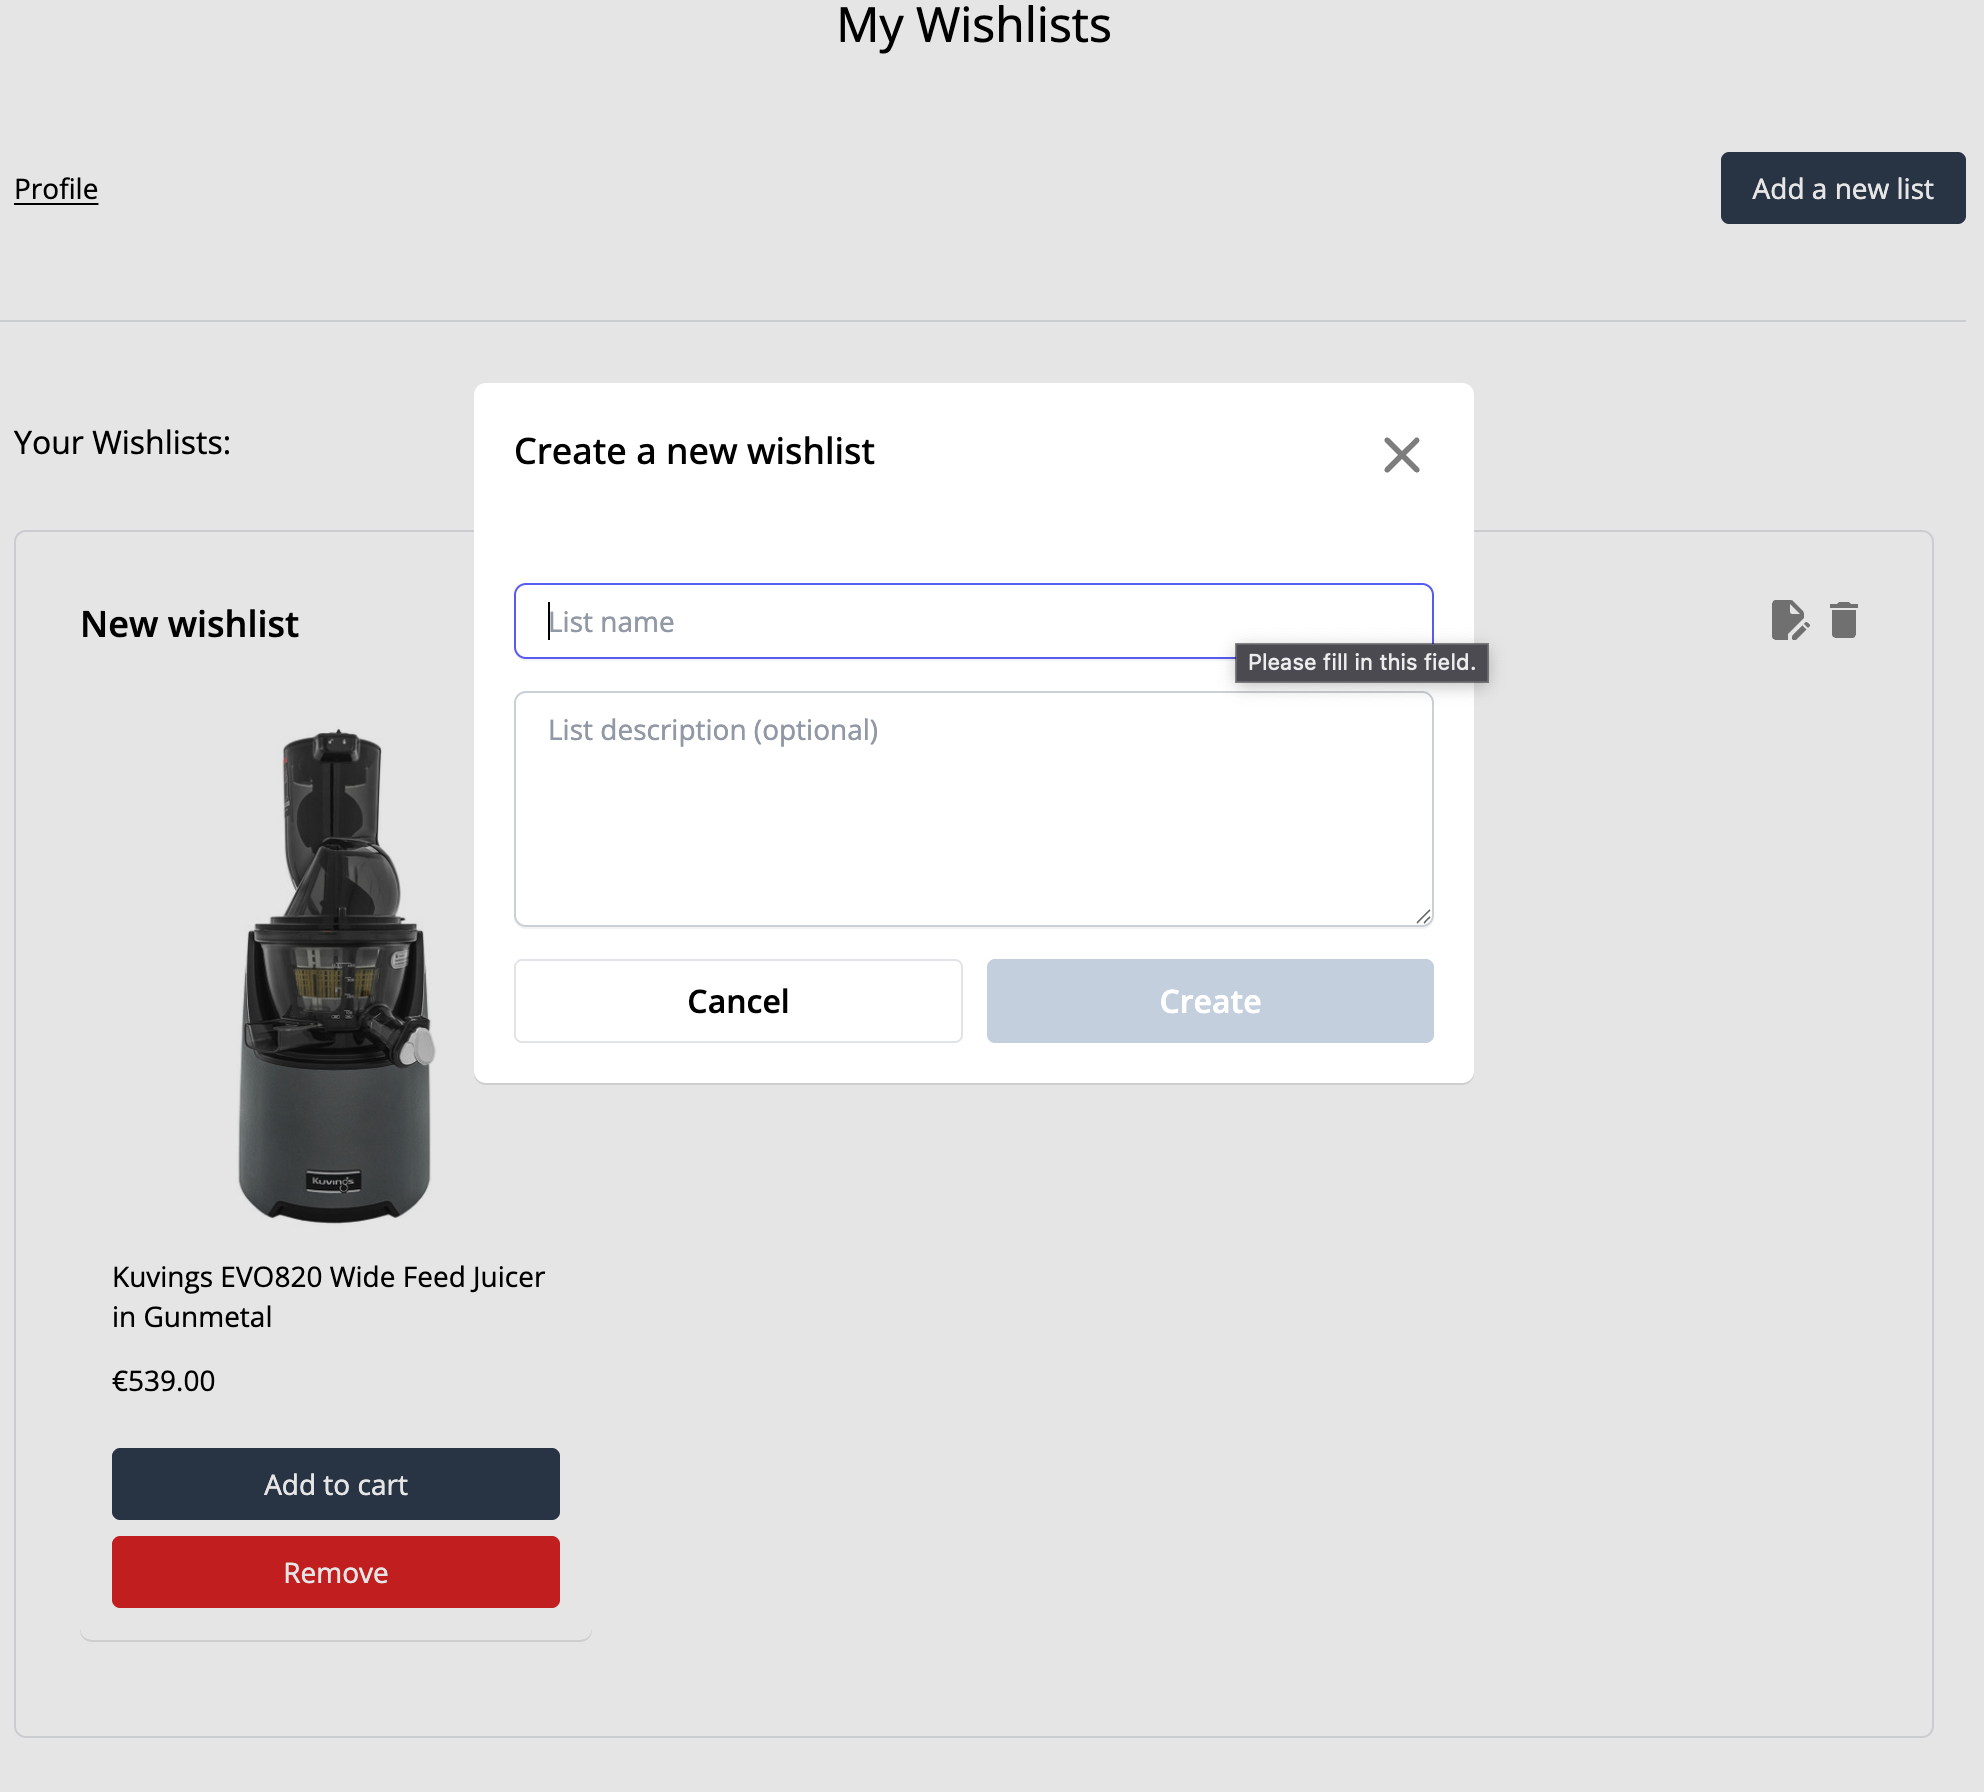 My Wishlists
Profile
Add a new list
Your Wishlists:
Create a new wishlist
List name
Please fill in this field.
List description (optional)
Cancel
Create
New wishlist
Kuvings
Kuvings EVO820 Wide Feed Juicer
in Gunmetal
€539.00
Add to cart
Remove